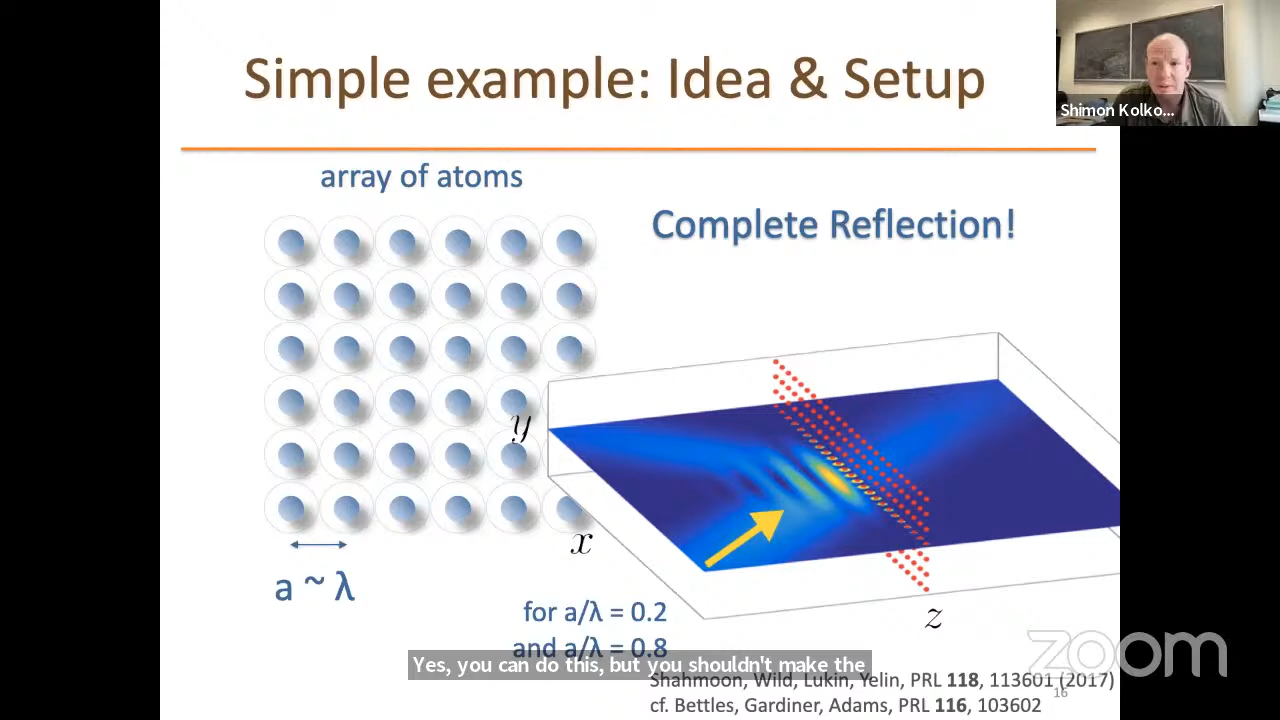 Simple example: Idea & Setup
Shimon Kolko...
array of atoms
Complete Reflection!
y
x
z
a ~ λ
for a/λ = 0.2
and a/λ = 0.8
Yes, you can do this, but you shouldn't make the
zoom
Shahmoon, Wild, Lukin, Yelin, PRL 118, 113601 (2017)
16
cf. Bettles, Gardiner, Adams, PRL 116, 103602